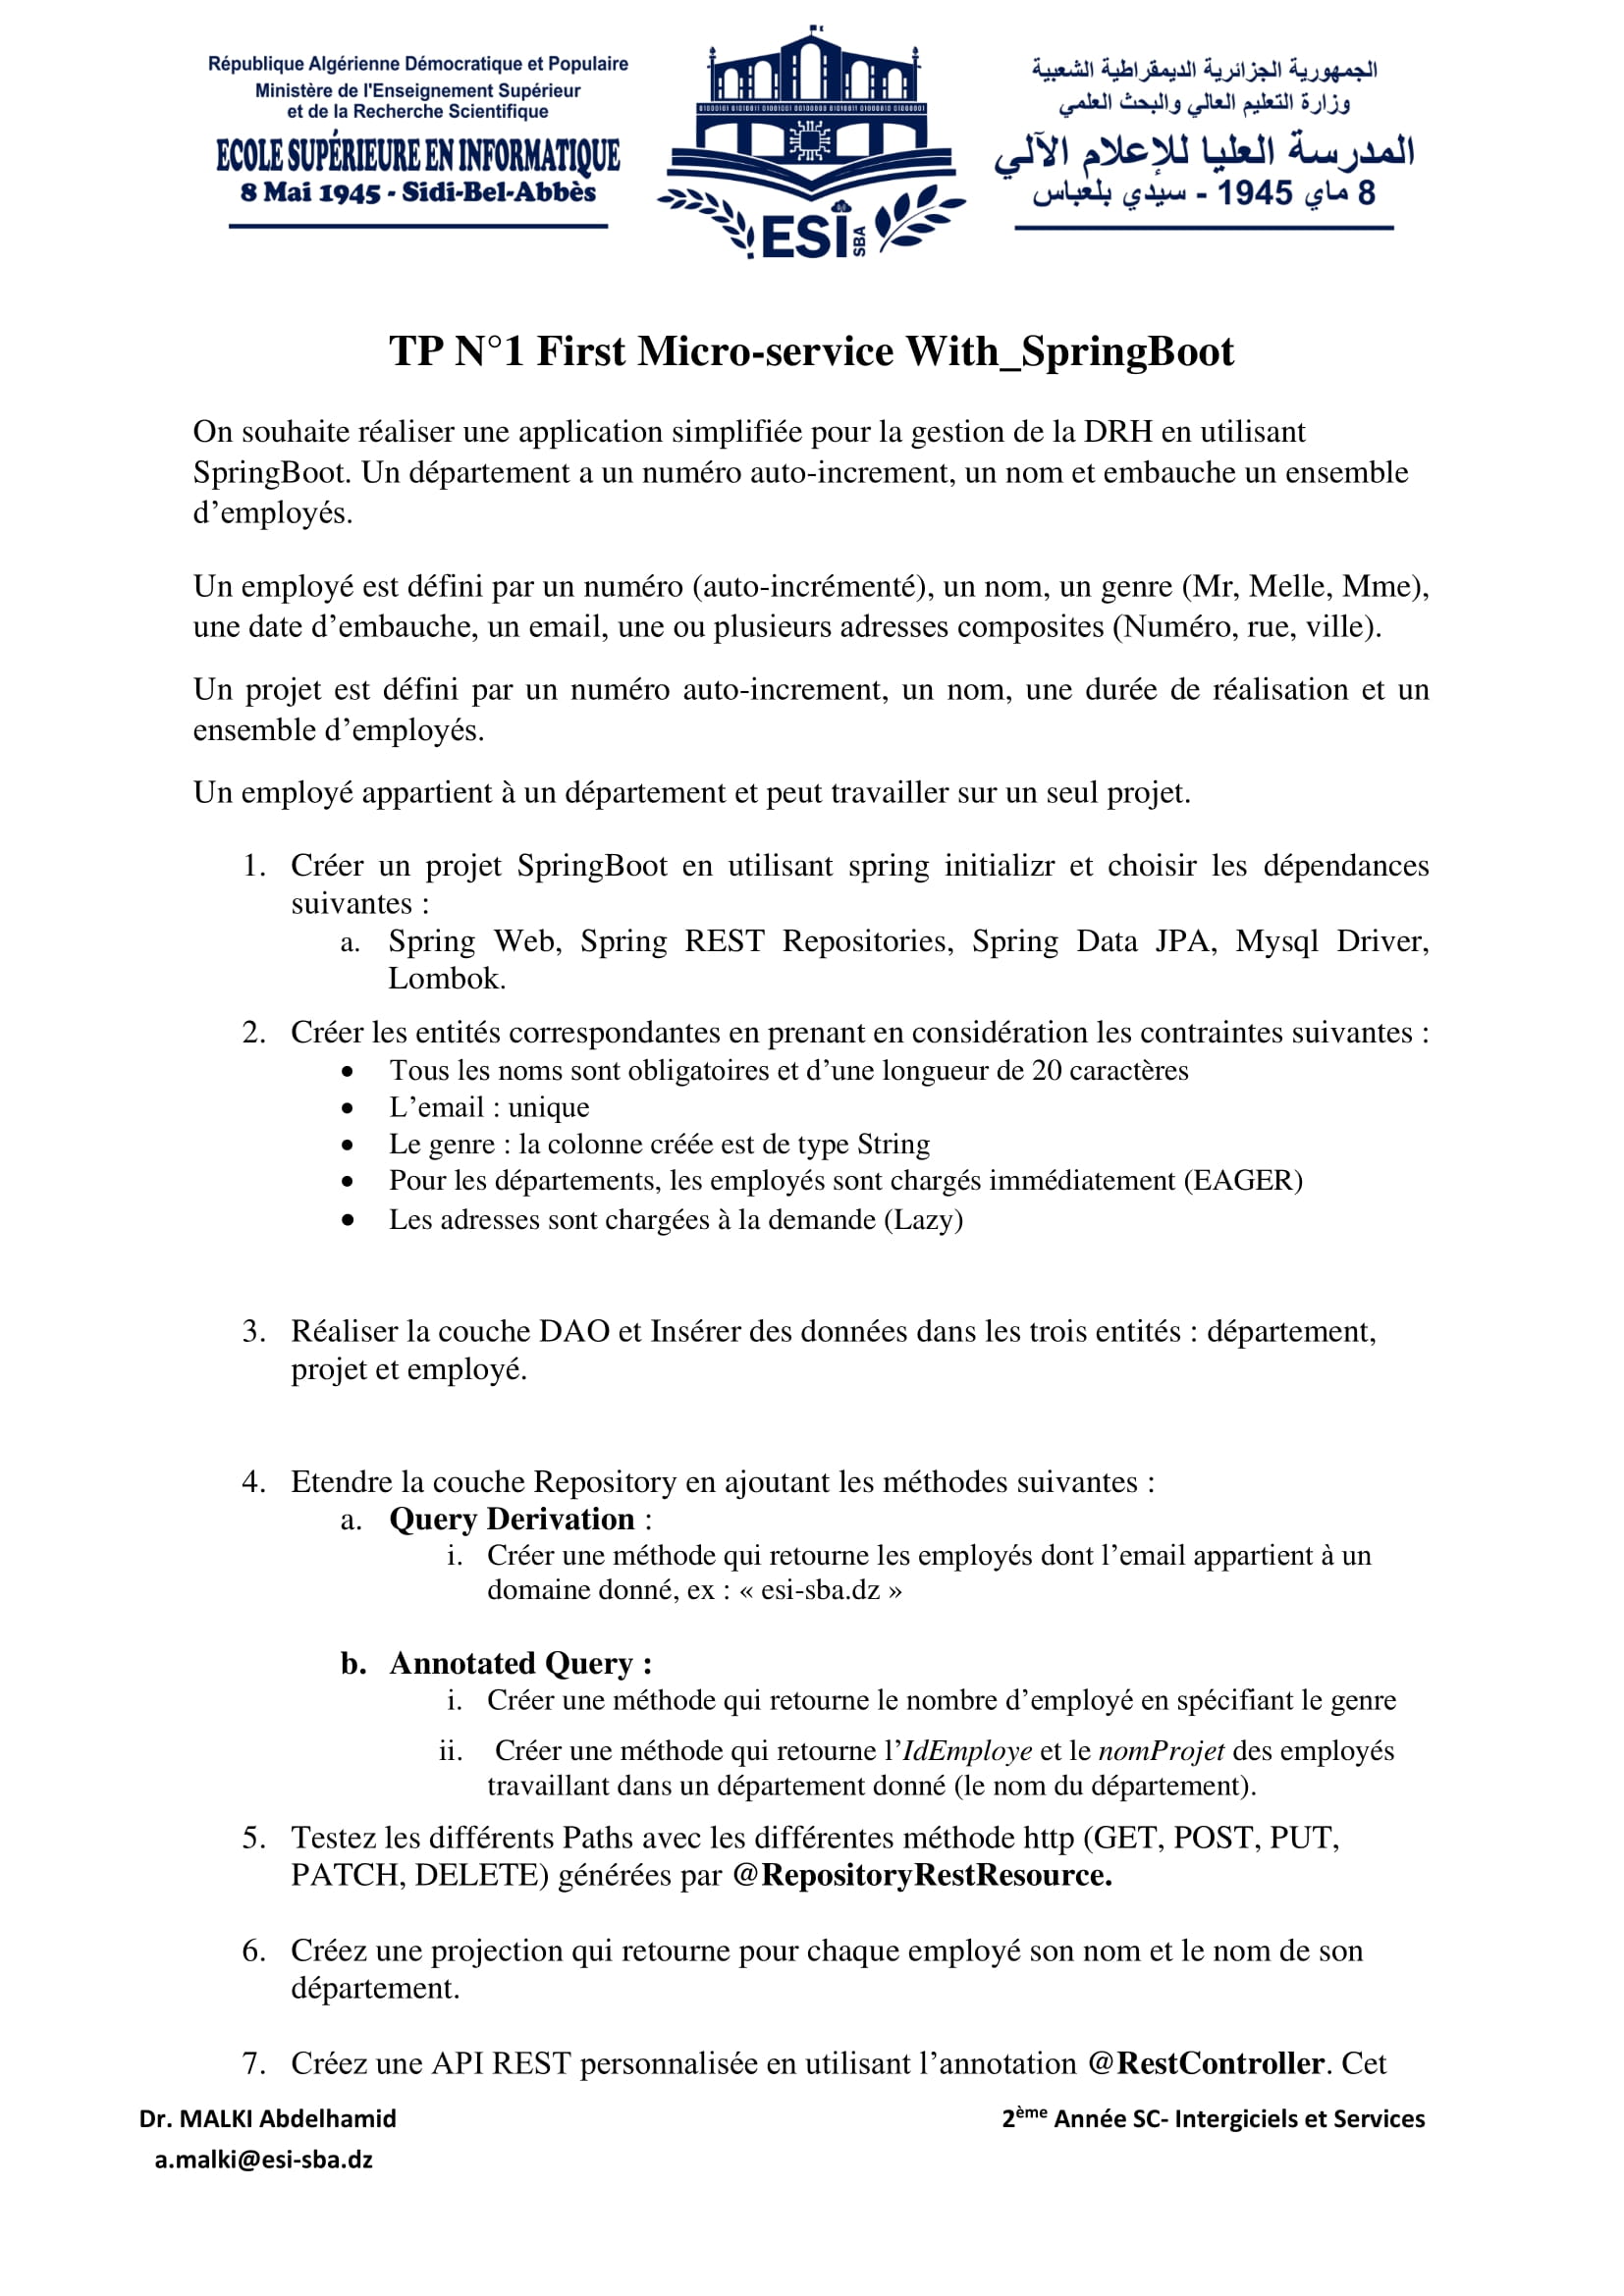 République Algérienne Démocratique et Populaire
Ministère de l'Enseignement Supérieur
et de la Recherche Scientifique
ECOLE SUPÉRIEURE EN INFORMATIQUE
8 Mai 1945 - Sidi-Bel-Abbès
ESI
SBA
الجمهورية الجزائرية الديمقراطية الشعبية
وزارة التعليم العالي والبحث العلمي
المدرسة العليا للإعلام الآلي
8 ماي 1945 - سيدي بلعباس
TP N°1 First Micro-service With_SpringBoot
On souhaite réaliser une application simplifiée pour la gestion de la DRH en utilisant
SpringBoot. Un département a un numéro auto-increment, un nom et embauche un ensemble
d’employés.
Un employé est défini par un numéro (auto-incrémenté), un nom, un genre (Mr, Melle, Mme),
une date d’embauche, un email, une ou plusieurs adresses composites (Numéro, rue, ville).
Un projet est défini par un numéro auto-increment, un nom, une durée de réalisation et un
ensemble d’employés.
Un employé appartient à un département et peut travailler sur un seul projet.
1. Créer un projet SpringBoot en utilisant spring initializr et choisir les dépendances
suivantes :
a. Spring Web, Spring REST Repositories, Spring Data JPA, Mysql Driver,
Lombok.
2. Créer les entités correspondantes en prenant en considération les contraintes suivantes :
• Tous les noms sont obligatoires et d’une longueur de 20 caractères
• L’email : unique
• Le genre : la colonne créée est de type String
• Pour les départements, les employés sont chargés immédiatement (EAGER)
• Les adresses sont chargées à la demande (Lazy)
3. Réaliser la couche DAO et Insérer des données dans les trois entités : département,
projet et employé.
4. Etendre la couche Repository en ajoutant les méthodes suivantes :
a. Query Derivation :
i. Créer une méthode qui retourne les employés dont l’email appartient à un
domaine donné, ex : « esi-sba.dz »
b. Annotated Query :
i. Créer une méthode qui retourne le nombre d’employé en spécifiant le genre
ii. Créer une méthode qui retourne l’IdEmploye et le nomProjet des employés
travaillant dans un département donné (le nom du département).
5. Testez les différents Paths avec les différentes méthode http (GET, POST, PUT,
PATCH, DELETE) générées par @RepositoryRestResource.
6. Créez une projection qui retourne pour chaque employé son nom et le nom de son
département.
7. Créez une API REST personnalisée en utilisant l’annotation @RestController. Cet
Dr. MALKI Abdelhamid
2ème Année SC- Intergiciels et Services
a.malki@esi-sba.dz